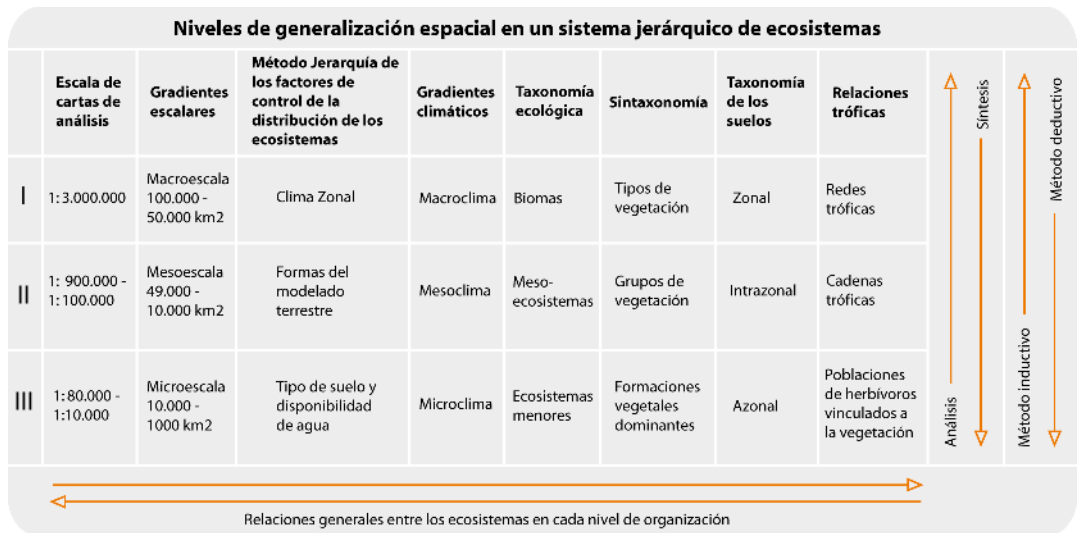 Niveles de generalización espacial en un sistema jerárquico de ecosistemas
Escala de
cartas de
análisis
Gradientes
escalares
Método Jerarquía de
los factores de
control de la
distribución de los
ecosistemas
Gradientes
climáticos
Taxonomía
ecológica
Sintaxonomía
Taxonomía
de los
suelos
Relaciones
tróficas
I
1: 3.000.000
Macroescala
100.000 -
50.000 km2
Clima Zonal
Macroclima
Biomas
Tipos de
vegetación
Zonal
Redes
tróficas
II
1: 900.000 -
1: 100.000
Mesoescala
49.000 -
10.000 km2
Formas del
modelado
terrestre
Mesoclima
Meso-
ecosistemas
Grupos de
vegetación
Intrazonal
Cadenas
tróficas
III
1: 80.000 -
1:10.000
Microescala
10.000 -
1000 km2
Tipo de suelo y
disponibilidad
de agua
Microclima
Ecosistemas
menores
Formaciones
vegetales
dominantes
Azonal
Poblaciones
de herbívoros
vinculados a
la vegetación
Análisis
Síntesis
Método inductivo
Método deductivo
Relaciones generales entre los ecosistemas en cada nivel de organización